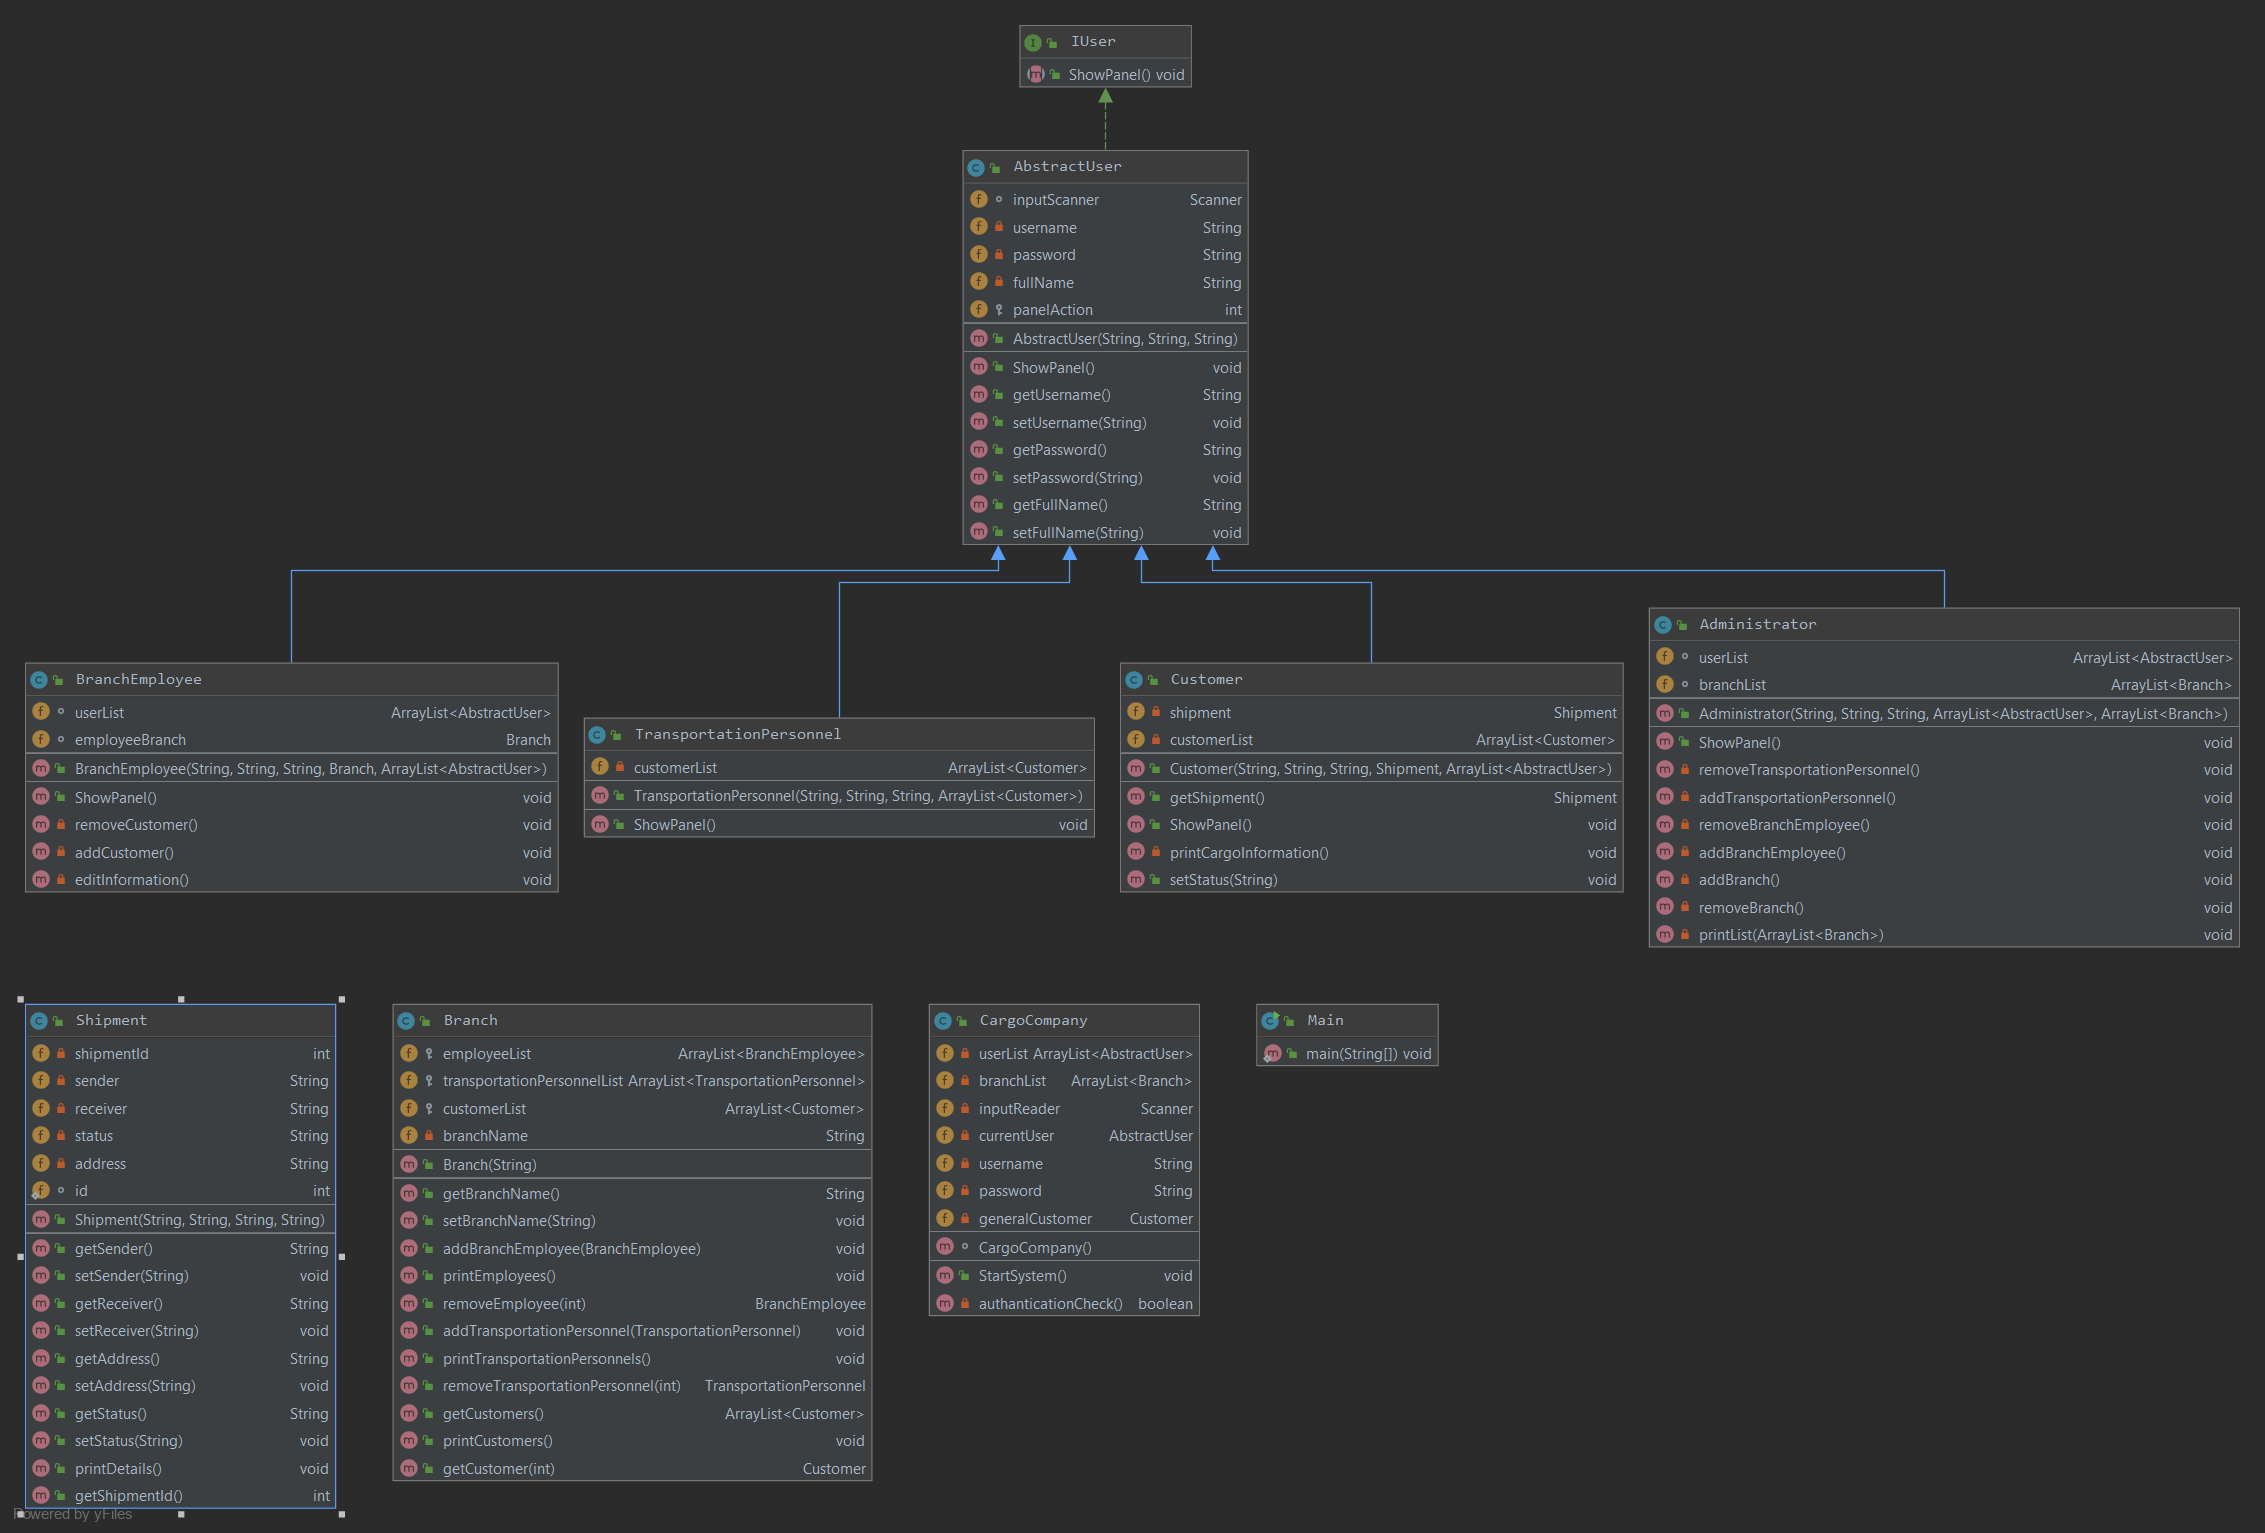 IUser
ShowPanel() void
AbstractUser
inputScanner Scanner
username String
password String
fullName String
panelAction int
AbstractUser(String, String, String)
ShowPanel() void
getUsername() String
setUsername(String) void
getPassword() String
setPassword(String) void
getFullName() String
setFullName(String) void
BranchEmployee
userList ArrayList<AbstractUser>
employeeBranch Branch
BranchEmployee(String, String, String, Branch, ArrayList<AbstractUser>)
ShowPanel() void
removeCustomer() void
addCustomer() void
editInformation() void
TransportationPersonnel
customerList ArrayList<Customer>
TransportationPersonnel(String, String, String, ArrayList<Customer>)
ShowPanel() void
Customer
shipment Shipment
customerList ArrayList<Customer>
Customer(String, String, String, Shipment, ArrayList<AbstractUser>)
getShipment() Shipment
ShowPanel() void
printCargoInformation() void
setStatus(String) void
Administrator
userList ArrayList<AbstractUser>
branchList ArrayList<Branch>
Administrator(String, String, String, ArrayList<AbstractUser>, ArrayList<Branch>)
ShowPanel() void
removeTransportationPersonnel() void
addTransportationPersonnel() void
removeBranchEmployee() void
addBranchEmployee() void
addBranch() void
removeBranch() void
printList(ArrayList<Branch>) void
Shipment
shipmentId int
sender String
receiver String
status String
address String
id int
Shipment(String, String, String, String)
getSender() String
setSender(String) void
getReceiver() String
setReceiver(String) void
getAddress() String
setAddress(String) void
getStatus() String
setStatus(String) void
printDetails() void
getShipmentId() int
Branch
employeeList ArrayList<BranchEmployee>
transportationPersonnelList ArrayList<TransportationPersonnel>
customerList ArrayList<Customer>
branchName String
Branch(String)
getBranchName() String
setBranchName(String) void
addBranchEmployee(BranchEmployee) void
printEmployees() void
removeEmployee(int) BranchEmployee
addTransportationPersonnel(TransportationPersonnel) void
printTransportationPersonnels() void
removeTransportationPersonnel(int) TransportationPersonnel
getCustomers() ArrayList<Customer>
printCustomers() void
getCustomer(int) Customer
CargoCompany
userList ArrayList<AbstractUser>
branchList ArrayList<Branch>
inputReader Scanner
currentUser AbstractUser
username String
password String
generalCustomer Customer
CargoCompany()
StartSystem() void
authanticationCheck() boolean
Main
main(String[]) void
Powered by yFiles